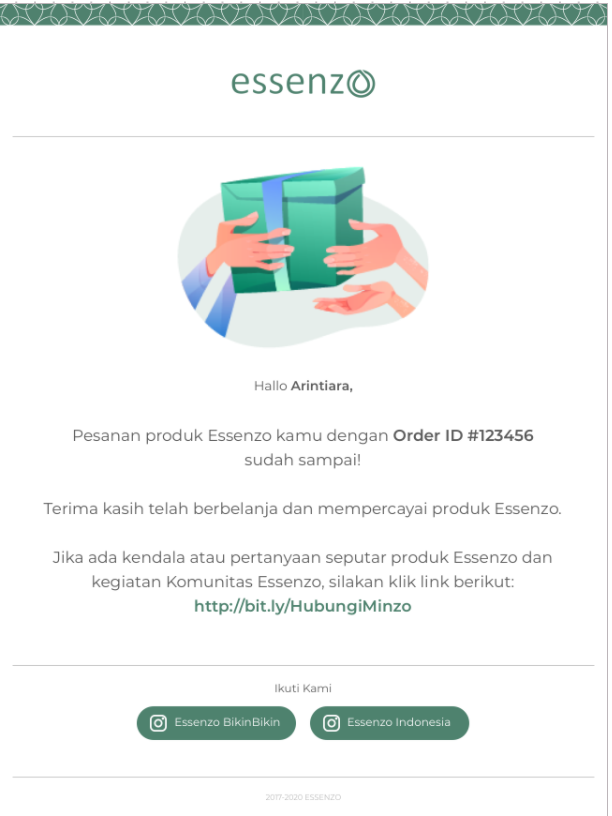 essenzo
Hallo Arintiara,
Pesanan produk Essenzo kamu dengan Order ID #123456
sudah sampai!
Terima kasih telah berbelanja dan mempercayai produk Essenzo.
Jika ada kendala atau pertanyaan seputar produk Essenzo dan
kegiatan Komunitas Essenzo, silakan klik link berikut:
http://bit.ly/HubungiMinzo
Ikuti Kami
Essenzo BikinBikin
Essenzo Indonesia
2017-2020 ESSENZO